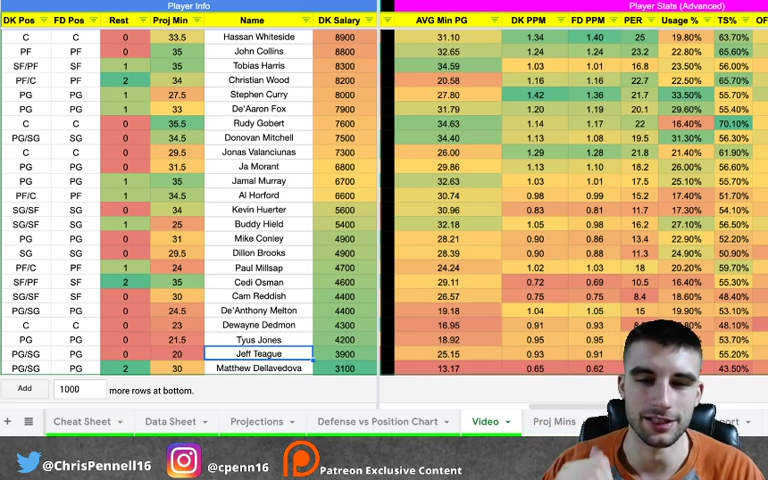 Player Info Player Stats (Advanced)
DK Pos FD Pos Rest Proj Min Name DK Salary AVG Min PG DK PPM FD PPM PER Usage % TS%
C C 0 33.5 Hassan Whiteside 8900 31.10 1.34 1.40 25 19.80% 63.70%
PF PF 0 35 John Collins 8800 32.65 1.24 1.24 23.2 22.80% 65.60%
SF/PF SF 1 35 Tobias Harris 8300 34.59 1.03 1.01 16.8 23.50% 56.00%
PF/C PF 2 34 Christian Wood 8200 20.58 1.16 1.16 22.50% 65.70%
PG PG 1 27.5 Stephen Curry 8000 27.80 1.42 1.36 21.7 33.50% 55.70%
PG PG 1 33 De'Aaron Fox 7900 31.79 1.20 1.19 20.1 29.60% 55.40%
C C 0 35.5 Rudy Gobert 7600 34.63 1.14 1.17 22 16.40% 70.10%
PG/SG SG 0 34.5 Donovan Mitchell 7500 34.40 1.13 1.08 19.5 31.30% 56.30%
C C 0 29.5 Jonas Valanciunas 7300 26.00 1.29 1.28 21.8 21.40% 61.90%
PG PG 0 31.5 Ja Morant 6800 29.86 1.13 1.10 18.2 26.00% 56.60%
PG PG 1 35 Jamal Murray 6700 32.63 1.03 1.01 25.10% 55.70%
PF/C PF 1 34.5 Al Horford 6600 30.74 0.98 0.99 15.2 17.40% 51.70%
SG/SF SG 0 34 Kevin Huerter 5600 30.96 0.83 0.81 11.7 17.30% 54.10%
SG/SF SG 1 25 Buddy Hield 5400 32.18 1.05 0.98 16.2 27.10% 56.50%
PG PG 0 31 Mike Conley 4900 28.21 0.90 0.86 13.4 22.90% 52.20%
SG SG 0 29.5 Dillon Brooks 4900 28.39 0.90 0.88 11.3 24.90% 50.90%
PF/C PF 1 24 Paul Millsap 4700 24.24 1.02 1.03 18 20.20% 59.70%
SF/PF SF 2 35 Cedi Osman 4600 29.11 0.72 0.69 10.5 16.40% 55.30%
SG/SF SF 0 30 Cam Reddish 4400 26.57 0.75 0.75 8.4 18.60% 48.40%
PG/SG PG 0 24.5 De'Anthony Melton 4400 19.18 1.04 1.05 15 19.90% 53.10%
C C 0 23 Dewayne Dedmon 4300 16.95 0.91 0.93 48.10%
PG PG 0 21.5 Tyus Jones 4200 18.92 0.95 0.95 53.70%
PG/SG PG 0 20 Jeff Teague 3900 25.15 0.93 0.91 55.20%
PG/SG PG 2 30 Matthew Dellavedova 3100 13.17 0.65 0.62 43.50%
Add 1000 more rows at bottom.
+ Cheat Sheet Data Sheet Projections Defense vs Position Chart Video Proj Mins
@ChrisPennell16 @cpenn16 Patreon Exclusive Content